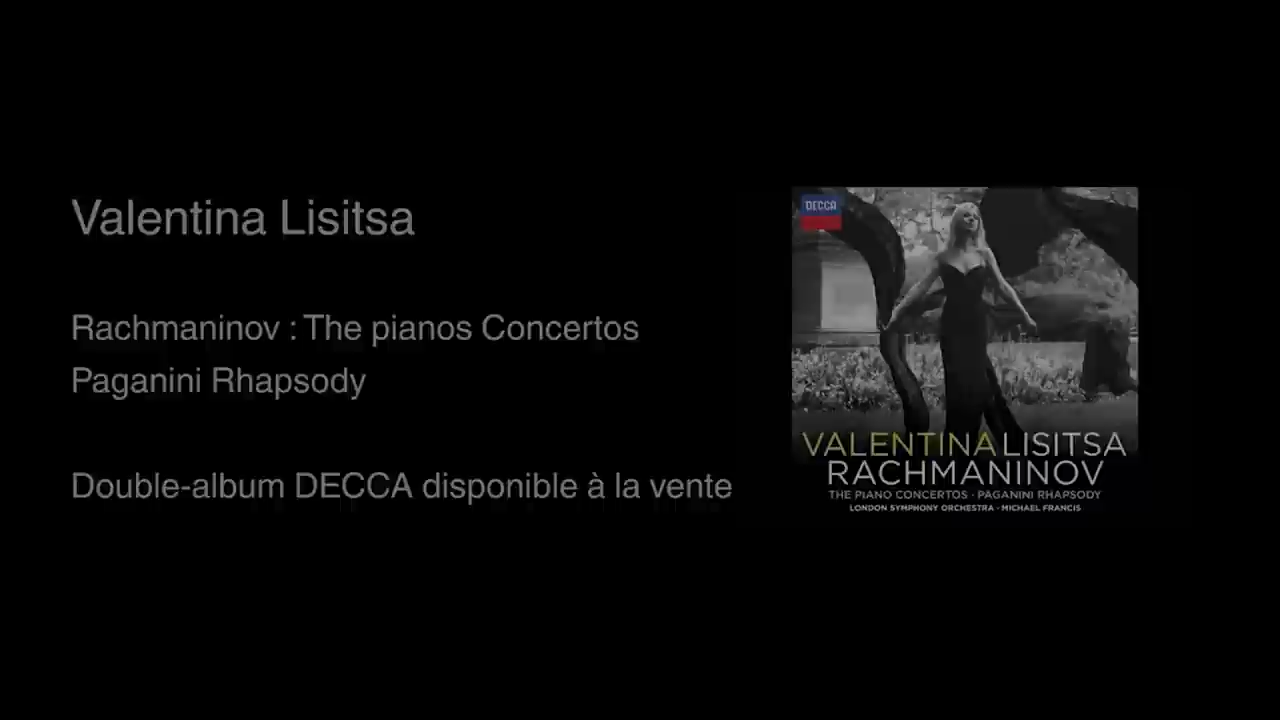 Valentina Lisitsa
Rachmaninov : The pianos Concertos
Paganini Rhapsody
Double-album DECCA disponible à la vente
DECCA
VALENTINA LISITSA
RACHMANINOV
THE PIANO CONCERTOS · PAGANINI RHAPSODY
LONDON SYMPHONY ORCHESTRA · MICHAEL FRANCIS